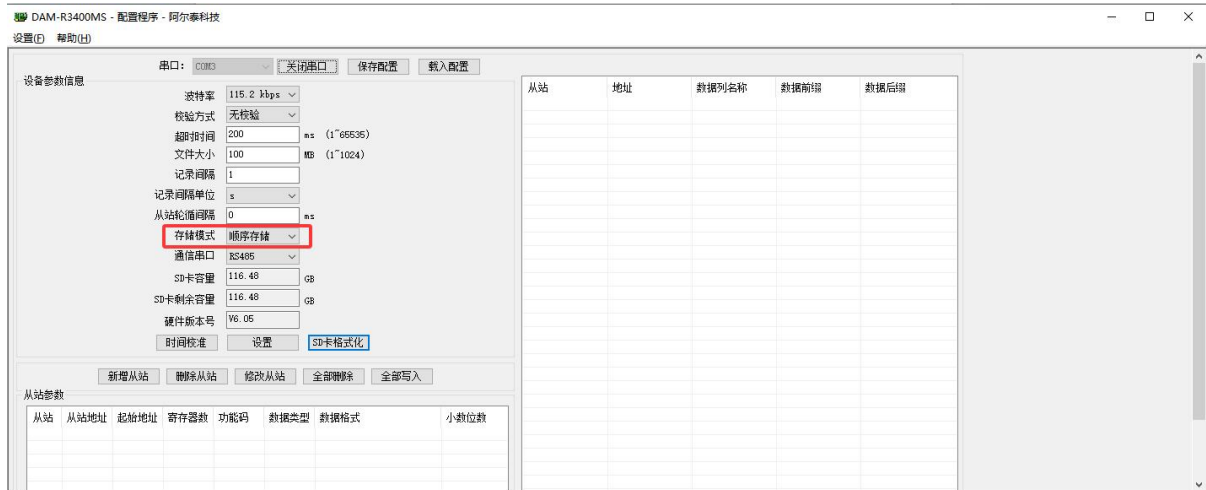 DAM-R3400MS - 配置程序 - 阿尔泰科技
设置(F) 帮助(H)
串口: COM3 关闭串口 保存配置 载入配置
设备参数信息
波特率 115.2 kbps
校验方式 无校验
超时时间 200 ms (1~65535)
文件大小 100 MB (1~1024)
记录间隔 1
记录间隔单位 s
从站轮循间隔 0 ms
存储模式 顺序存储
通信串口 RS485
SD卡容量 116.48 GB
SD卡剩余容量 116.48 GB
硬件版本号 V6.05
时间校准 设置 SD卡格式化
新增从站 删除从站 修改从站 全部删除 全部写入
从站参数
从站 从站地址 起始地址 寄存器数 功能码 数据类型 数据格式 小数位数
从站 地址 数据列名称 数据前缀 数据后缀